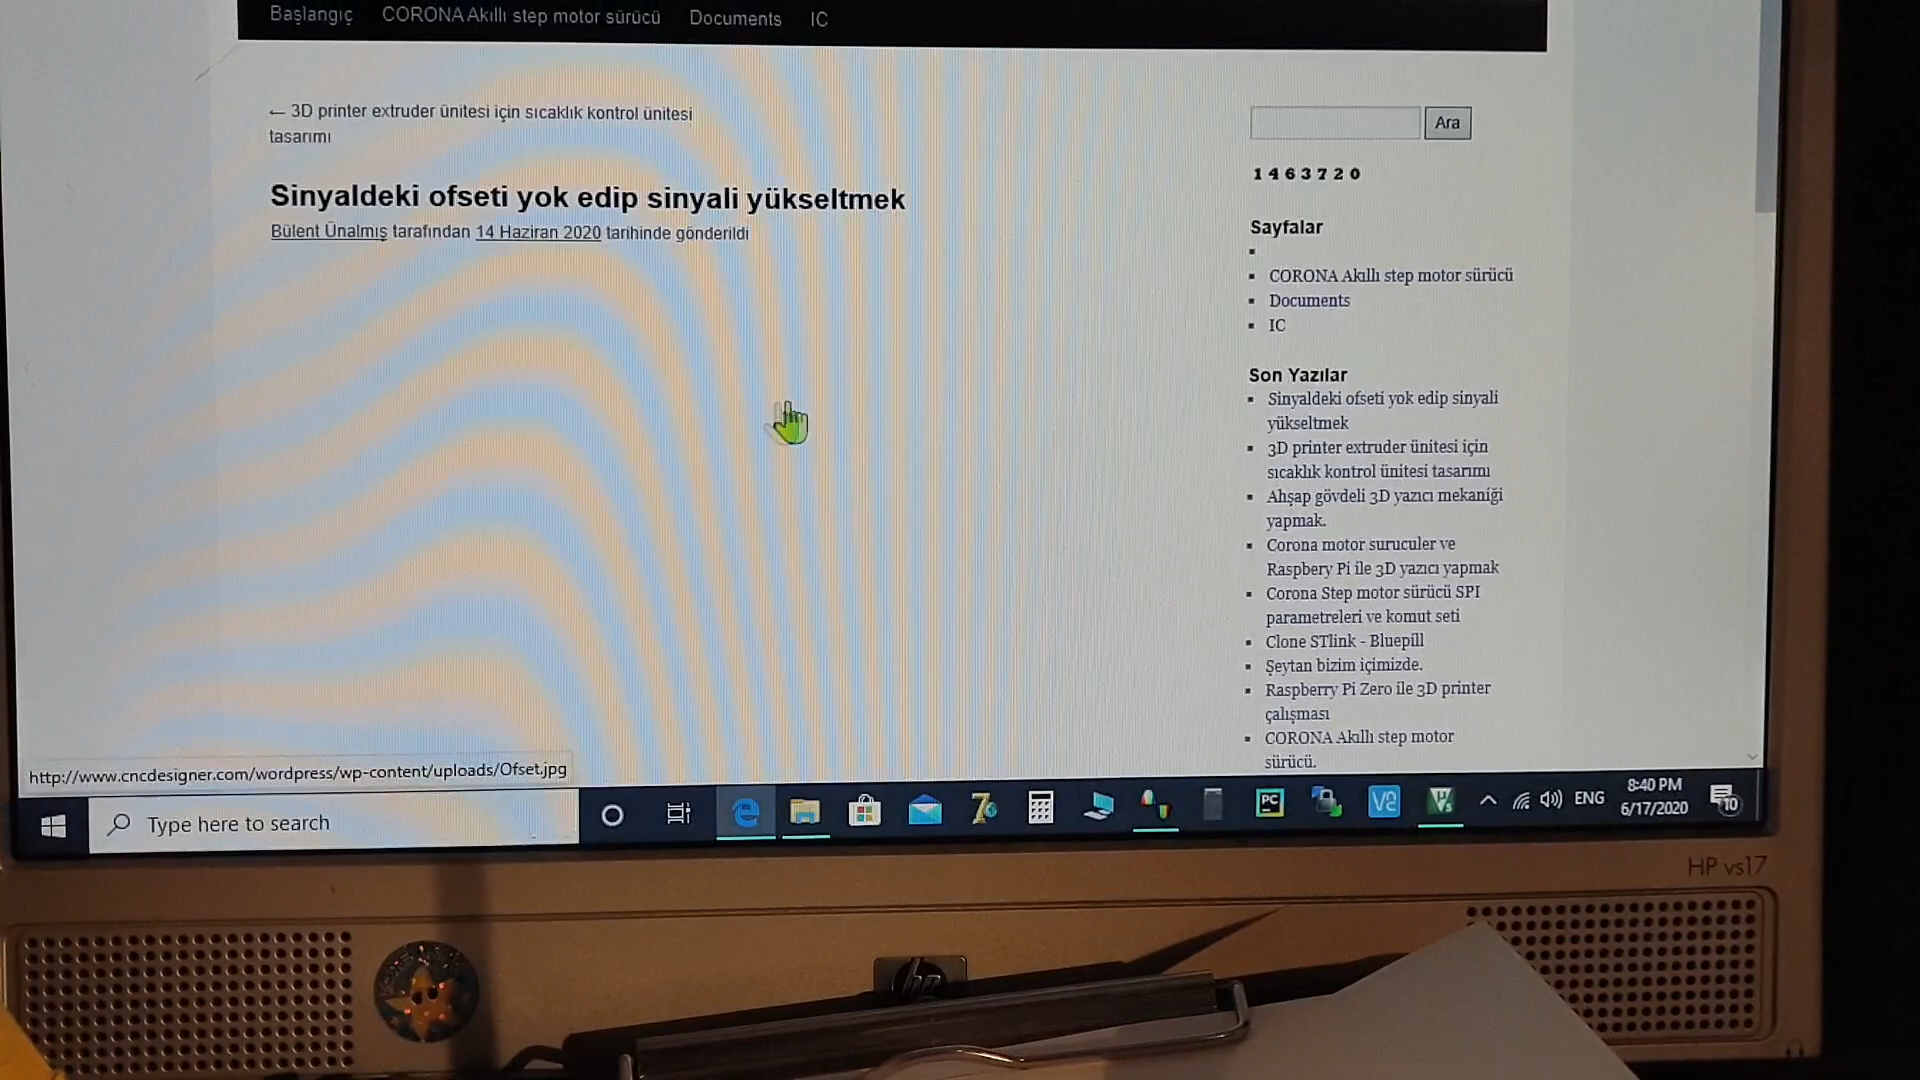 Başlangıç CORONA Akıllı step motor sürücü Documents IC
← 3D printer extruder ünitesi için sıcaklık kontrol ünitesi
tasarımı
Sinyaldeki ofseti yok edip sinyali yükseltmek
Bülent Ünalmış tarafından 14 Haziran 2020 tarihinde gönderildi
Ara
1463720
Sayfalar
CORONA Akıllı step motor sürücü
Documents
IC
Son Yazılar
Sinyaldeki ofseti yok edip sinyali
yükseltmek
3D printer extruder ünitesi için
sıcaklık kontrol ünitesi tasarımı
Ahşap gövdeli 3D yazıcı mekaniği
yapmak.
Corona motor suruculer ve
Raspbery Pi ile 3D yazıcı yapmak
Corona Step motor sürücü SPI
parametreleri ve komut seti
Clone STlink - Bluepill
Şeytan bizim içimizde.
Raspberry Pi Zero ile 3D printer
çalışması
CORONA Akıllı step motor
sürücü.
http://www.cncdesigner.com/wordpress/wp-content/uploads/Ofset.jpg
Type here to search
PC
ENG
8:40 PM
6/17/2020
10
HP vs17
hp